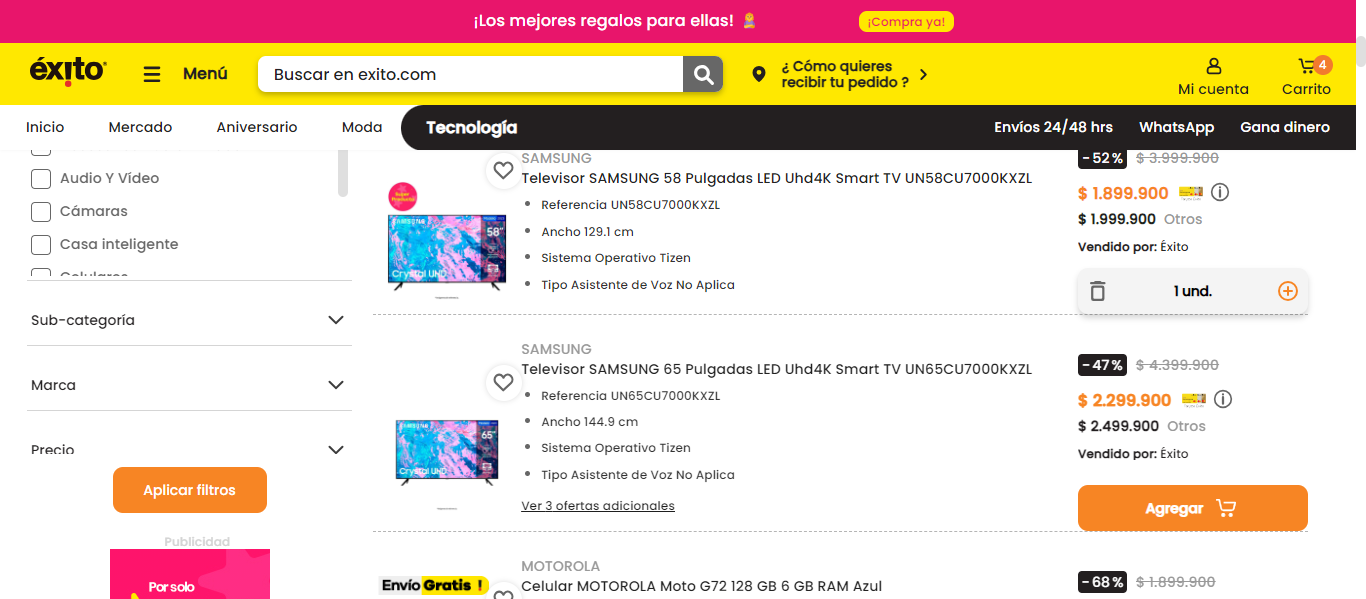 ¡Los mejores regalos para ellas!
¡Compra ya!
éxito
Menú
Buscar en exito.com
¿ Cómo quieres
recibir tu pedido ?
Mi cuenta
4
Carrito
Inicio
Mercado
Aniversario
Moda
Tecnología
Envíos 24/48 hrs
WhatsApp
Gana dinero
Audio Y Vídeo
Cámaras
Casa inteligente
Celulares
Sub-categoría
Marca
Precio
Aplicar filtros
Publicidad
Por solo
SAMSUNG
Televisor SAMSUNG 58 Pulgadas LED Uhd4K Smart TV UN58CU7000KXZL
Referencia UN58CU7000KXZL
Ancho 129.1 cm
Sistema Operativo Tizen
Tipo Asistente de Voz No Aplica
SAMSUNG
58"
Crystal UHD
-52%
$ 3.999.900
$ 1.899.900
$ 1.999.900 Otros
Vendido por: Éxito
1 und.
SAMSUNG
Televisor SAMSUNG 65 Pulgadas LED Uhd4K Smart TV UN65CU7000KXZL
Referencia UN65CU7000KXZL
Ancho 144.9 cm
Sistema Operativo Tizen
Tipo Asistente de Voz No Aplica
Ver 3 ofertas adicionales
SAMSUNG
65"
Crystal UHD
-47%
$ 4.399.900
$ 2.299.900
$ 2.499.900 Otros
Vendido por: Éxito
Agregar
Envío Gratis !
MOTOROLA
Celular MOTOROLA Moto G72 128 GB 6 GB RAM Azul
-68%
$ 1.899.900